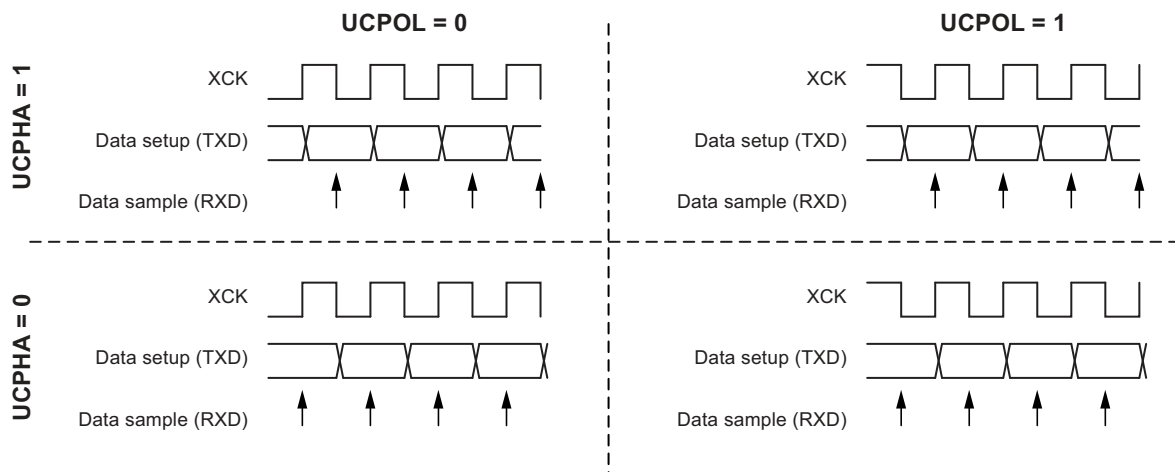 UCPOL = 0
UCPOL = 1
UCPHA = 1
XCK
Data setup (TXD)
Data sample (RXD)
XCK
Data setup (TXD)
Data sample (RXD)
UCPHA = 0
XCK
Data setup (TXD)
Data sample (RXD)
XCK
Data setup (TXD)
Data sample (RXD)